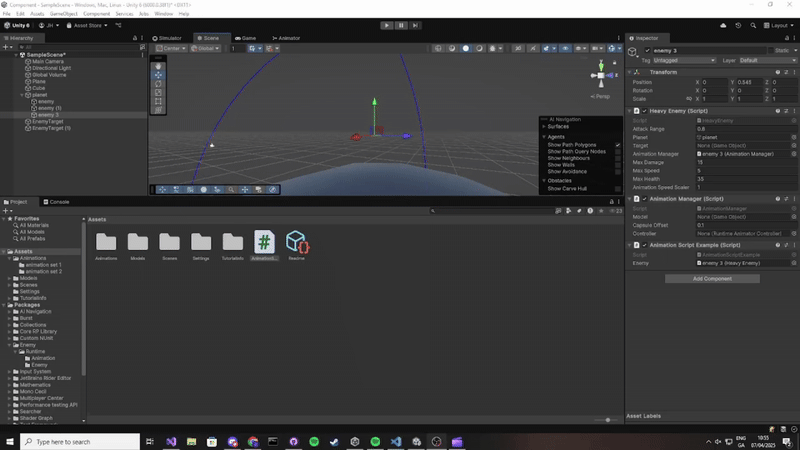 Component - SampleScene - Windows, Mac, Linux - Unity 6
File Edit Assets GameObject Component Services Jobs Window Help
Unity 6 JH Asset Store
Layout
Hierarchy
All
SampleScene*
Main Camera
Directional Light
Global Volume
Plane
Cube
planet
enemy
enemy (1)
enemy 3
EnemyTarget
EnemyTarget (1)
Simulator Scene Game Animator
Center Global 1
y
Persp
AI Navigation
Surfaces
Agents
Show Path Polygons
Show Path Query Nodes
Show Neighbours
Show Walls
Show Avoidance
Obstacles
Show Carve Hull
Project Console
Favorites
All Materials
All Models
All Prefabs
Assets
Animations
animation set 1
animation set 2
Models
Scenes
Settings
TutorialInfo
Packages
AI Navigation
Burst
Collections
Core RP Library
Custom NUnit
Enemy
Runtime
Animation
Enemy
Input System
JetBrains Rider Editor
Mathematics
Mono Cecil
Multiplayer Center
Performance testing API
Searcher
Shader Graph
Assets
Animations Models Scenes Settings TutorialInfo AnimationS... Readme
Inspector
enemy 3 Static
Tag Untagged Layer Default
Transform
Position X 0 Y 0.545 Z 0
Rotation X 0 Y 0 Z 0
Scale X 1 Y 1 Z 1
Heavy Enemy (Script)
Script HeavyEnemy
Attack Range 0.8
Planet planet
Target None (Game Object)
Animation Manager enemy 3 (Animation Manager)
Max Damage 15
Max Speed 5
Max Health 35
Animation Speed Scaler 1
Animation Manager (Script)
Script AnimationManager
Model None (Game Object)
Capsule Offset 0.1
Controller None (Runtime Animator Controller)
Animation Script Example (Script)
Script AnimationScriptExample
Enemy enemy 3 (Heavy Enemy)
Add Component
Asset Labels
Type here to search
ENG
GA
10:55
07/04/2025